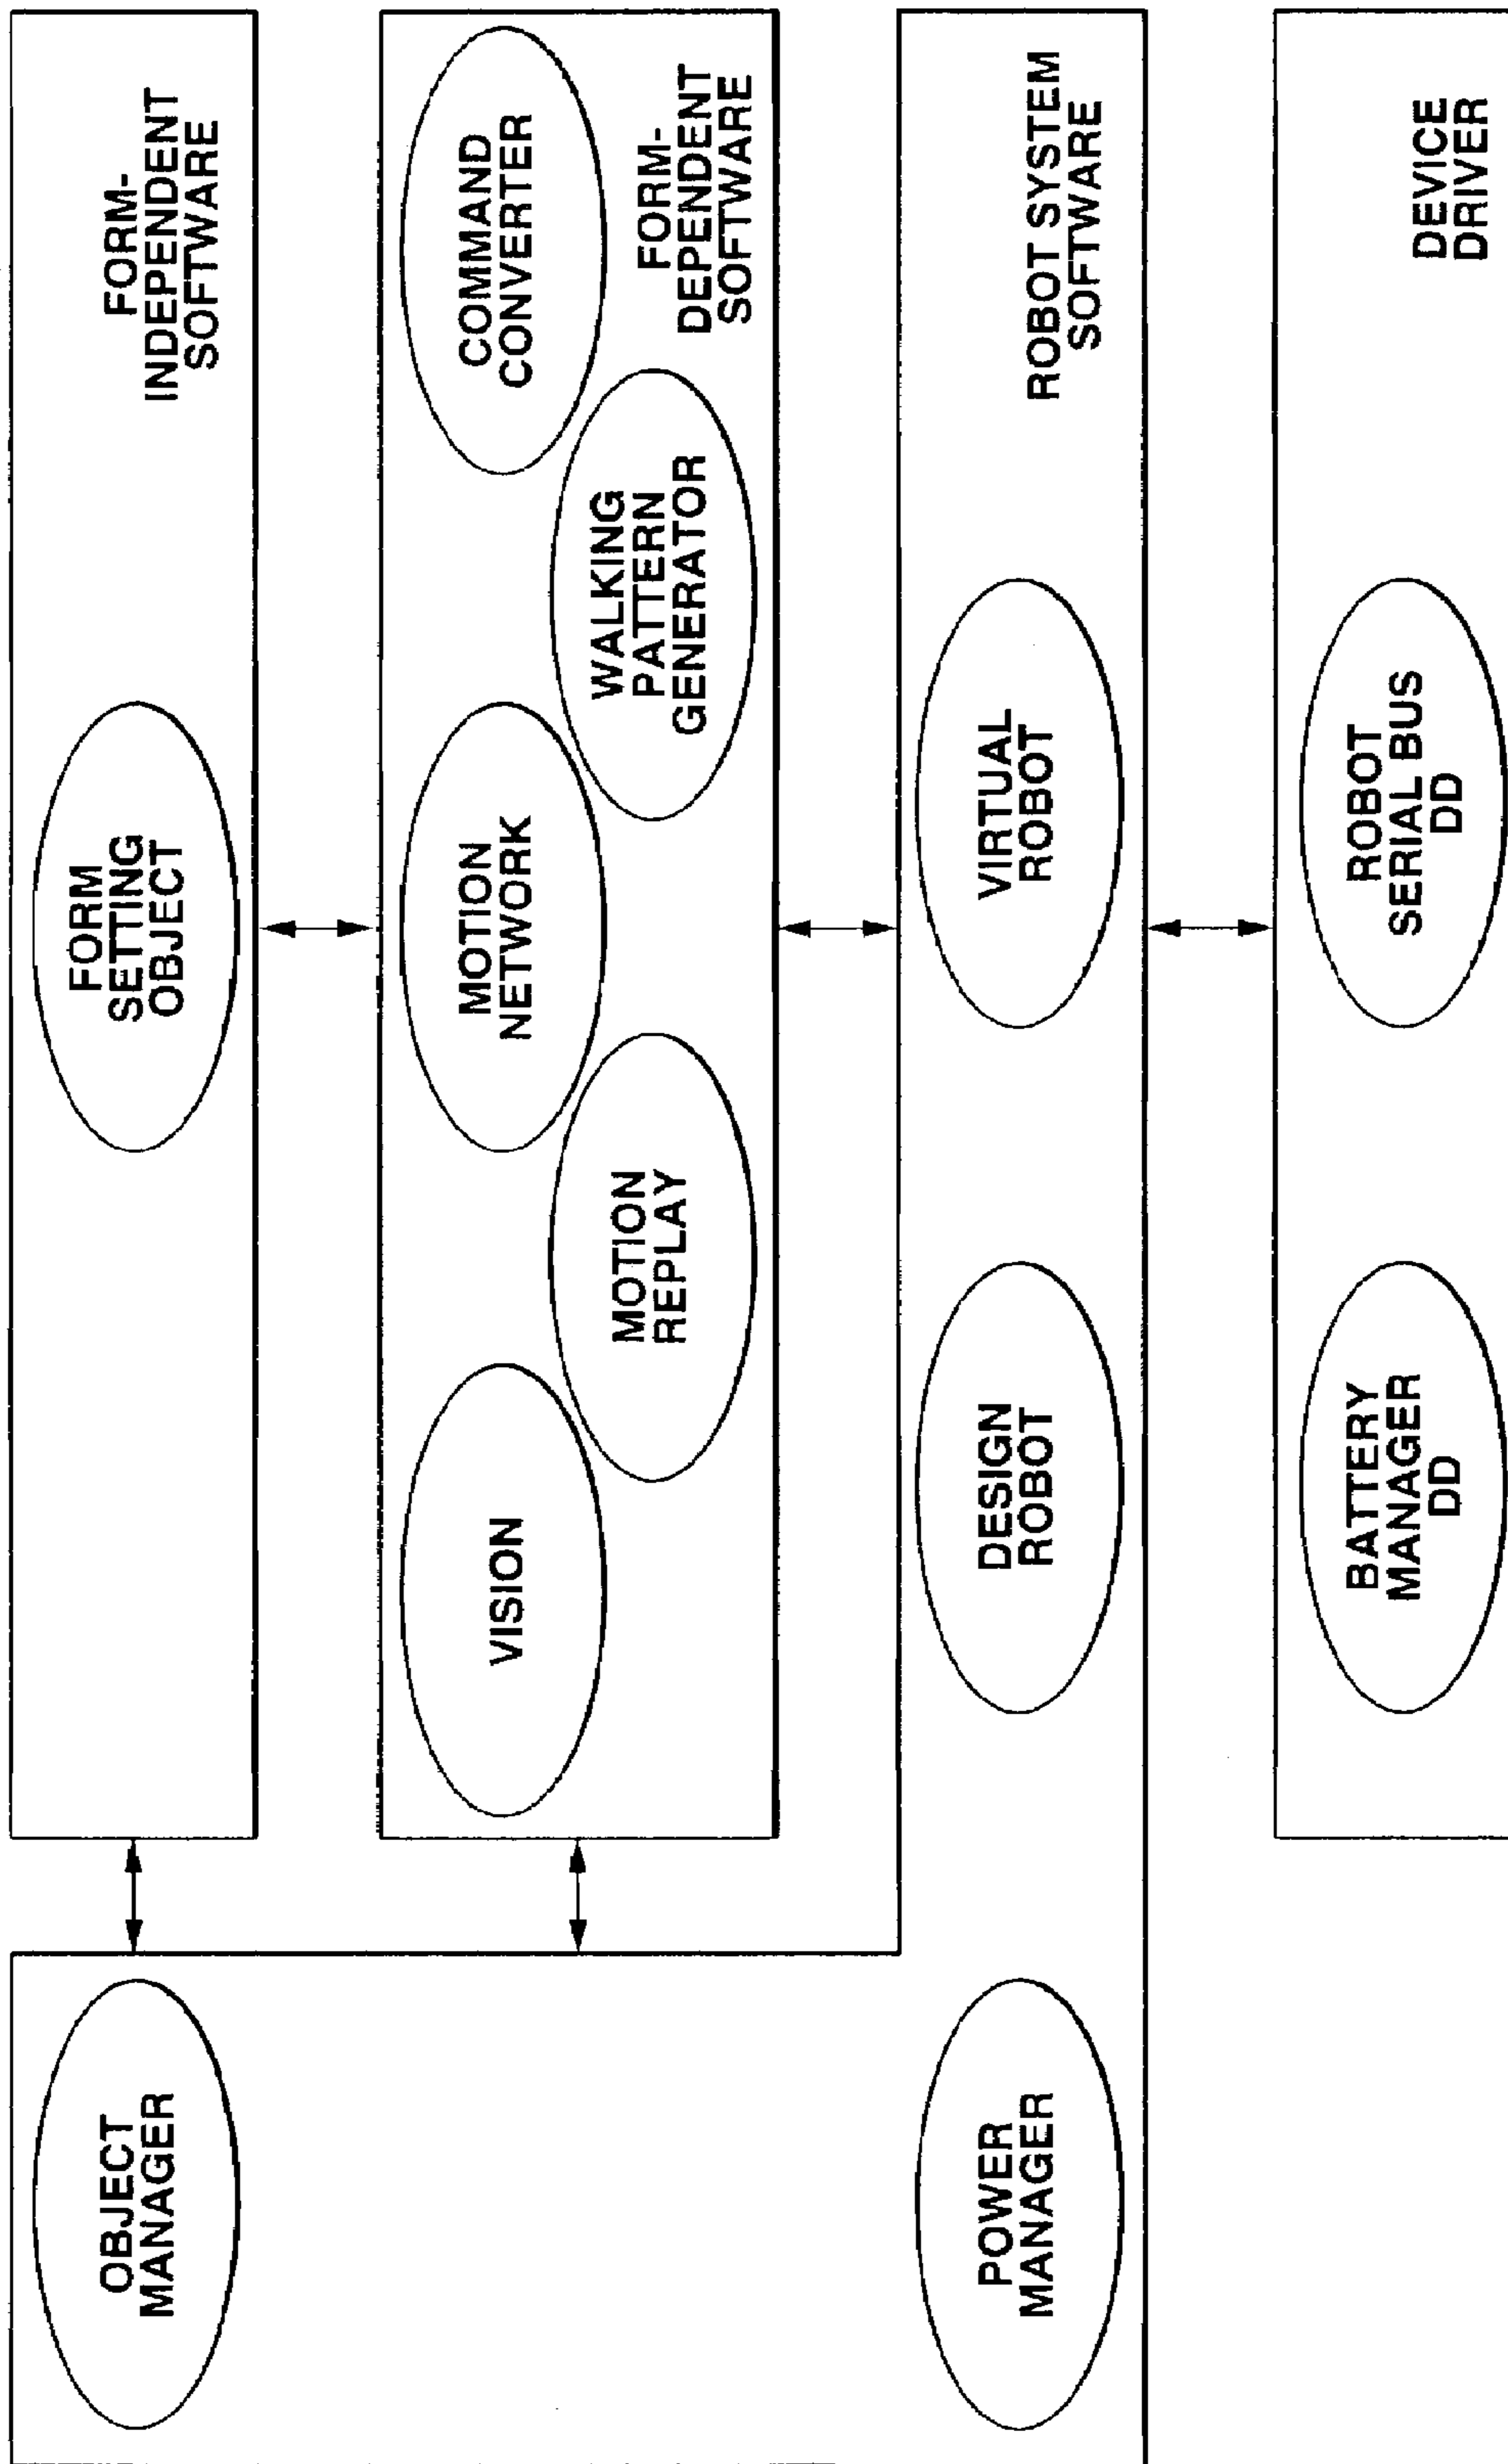 OBJECT
MANAGER
FORM
SETTING
OBJECT
FORM-
INDEPENDENT
SOFTWARE
VISION
MOTION
NETWORK
COMMAND
CONVERTER
MOTION
REPLAY
WALKING
PATTERN
GENERATOR
FORM-
DEPENDENT
SOFTWARE
POWER
MANAGER
DESIGN
ROBOT
VIRTUAL
ROBOT
ROBOT SYSTEM
SOFTWARE
BATTERY
MANAGER
DD
ROBOT
SERIAL BUS
DD
DEVICE
DRIVER